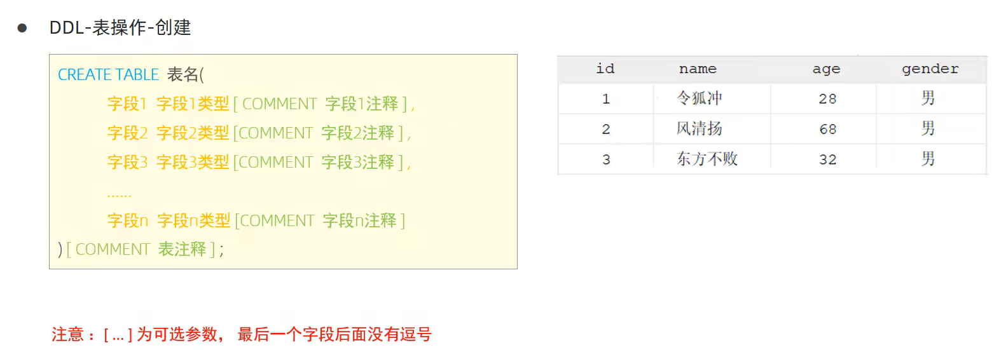 DDL-表操作-创建
CREATE TABLE 表名(
字段1 字段1类型 [ COMMENT 字段1注释 ] ,
字段2 字段2类型 [COMMENT 字段2注释 ] ,
字段3 字段3类型 [COMMENT 字段3注释 ] ,
......
字段n 字段n类型 [COMMENT 字段n注释 ]
) [ COMMENT 表注释 ] ;
id name age gender
1 令狐冲 28 男
2 风清扬 68 男
3 东方不败 32 男
注意：[ ... ] 为可选参数， 最后一个字段后面没有逗号